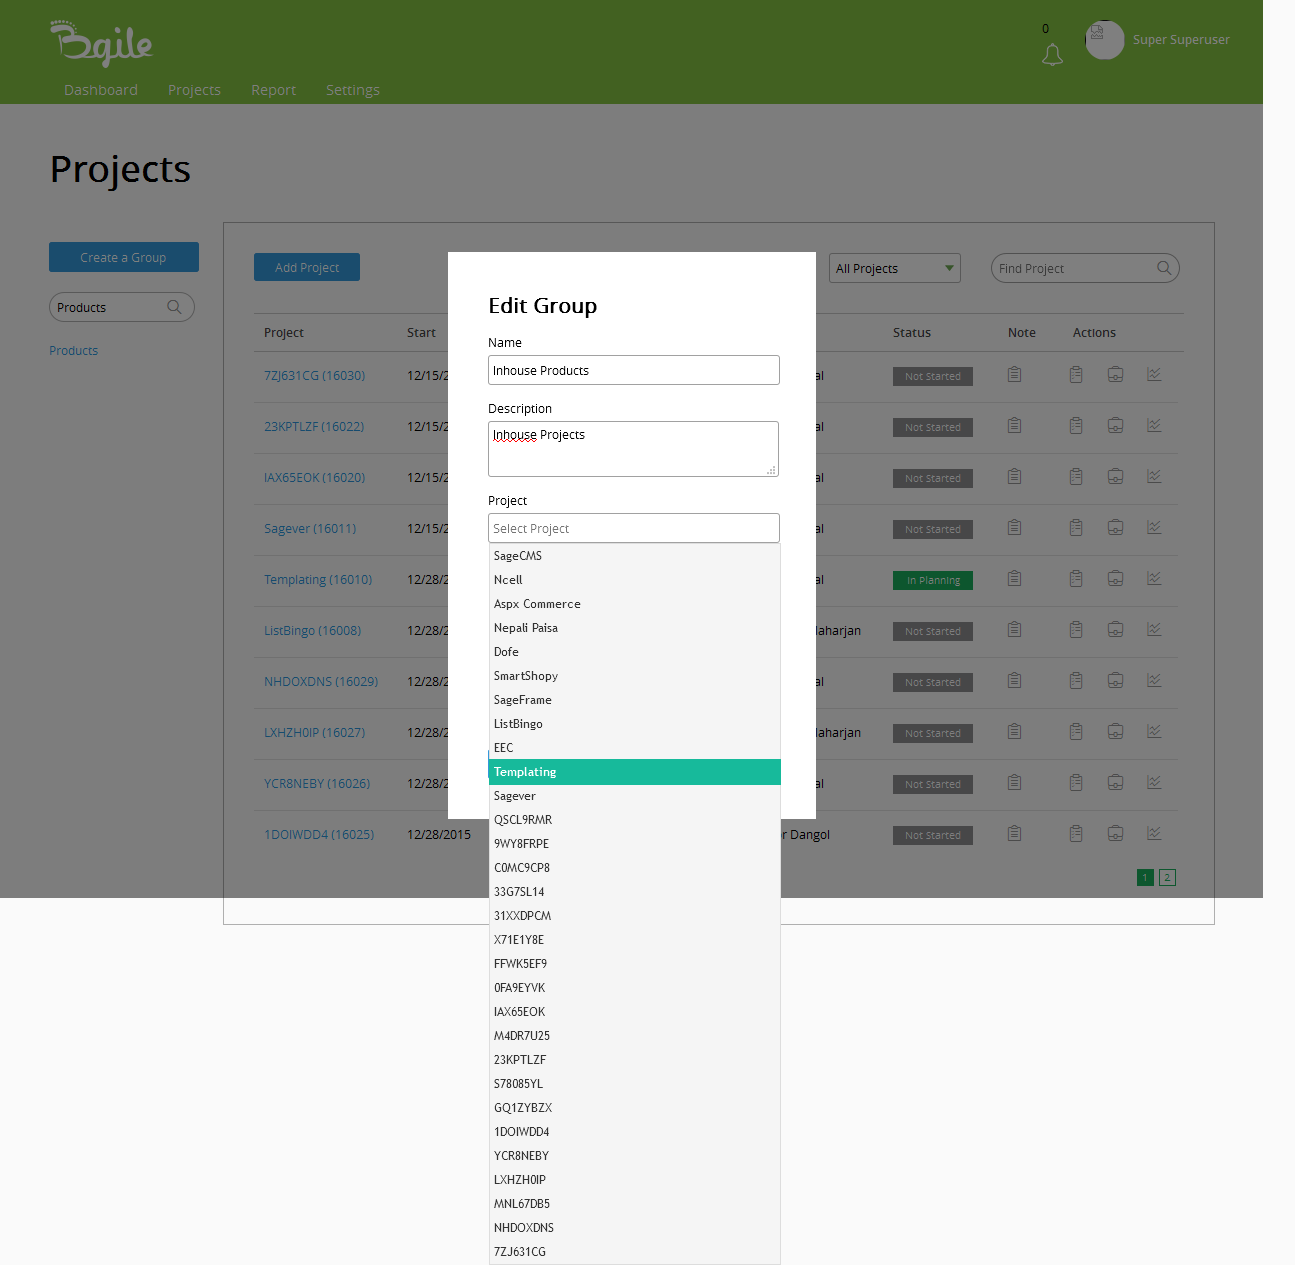 Bgile
0
Super Superuser
Dashboard Projects Report Settings
Projects
Create a Group
Products
Products
Add Project
All Projects
Find Project
Project Start Status Note Actions
7ZJ631CG (16030) 12/15/2 al Not Started
23KPTLZF (16022) 12/15/2 al Not Started
IAX65EOK (16020) 12/15/2 al Not Started
Sagever (16011) 12/15/2 al Not Started
Templating (16010) 12/28/2 al In Planning
ListBingo (16008) 12/28/2 laharjan Not Started
NHDOXDNS (16029) 12/28/2 al Not Started
LXHZH0IP (16027) 12/28/2 laharjan Not Started
YCR8NEBY (16026) 12/28/2 al Not Started
1DOIWDD4 (16025) 12/28/2015 or Dangol Not Started
1 2
Edit Group
Name
Inhouse Products
Description
Inhouse Projects
Project
Select Project
SageCMS
Ncell
Aspx Commerce
Nepali Paisa
Dofe
SmartShopy
SageFrame
ListBingo
EEC
Templating
Sagever
QSCL9RMR
9WY8FRPE
C0MC9CP8
33G7SL14
31XXDPCM
X71E1Y8E
FFWK5EF9
0FA9EYVK
IAX65EOK
M4DR7U25
23KPTLZF
S78085YL
GQ1ZYBZX
1DOIWDD4
YCR8NEBY
LXHZH0IP
MNL67DB5
NHDOXDNS
7ZJ631CG